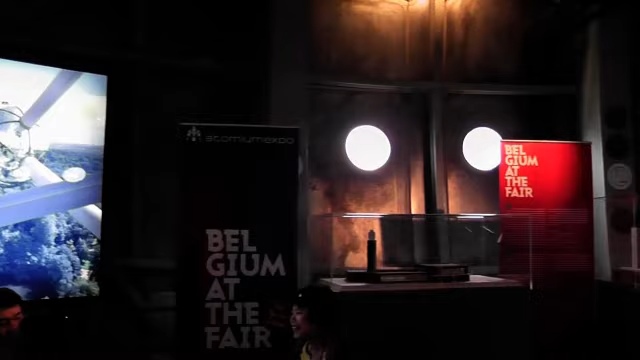 atomiumexpo
BEL
GIUM
AT
THE
FAIR
BEL
GIUM
AT
THE
FAIR